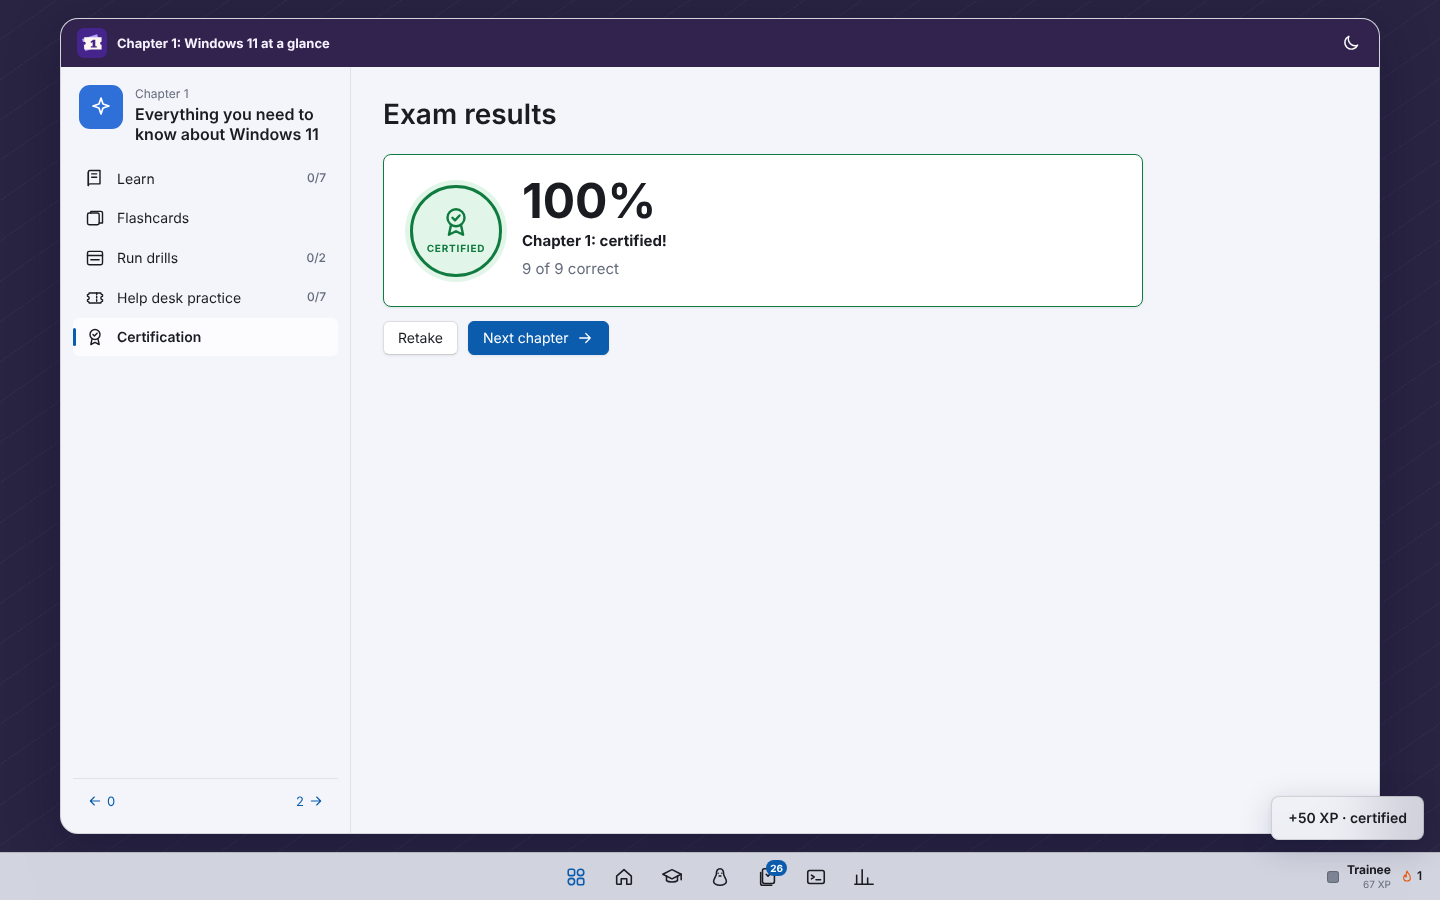 1
Chapter 1: Windows 11 at a glance
Chapter 1
Everything you need to
know about Windows 11
Learn 0/7
Flashcards
Run drills 0/2
Help desk practice 0/7
Certification
0
2
Exam results
CERTIFIED
100%
Chapter 1: certified!
9 of 9 correct
Retake
Next chapter
+50 XP · certified
26
Trainee
67 XP
1